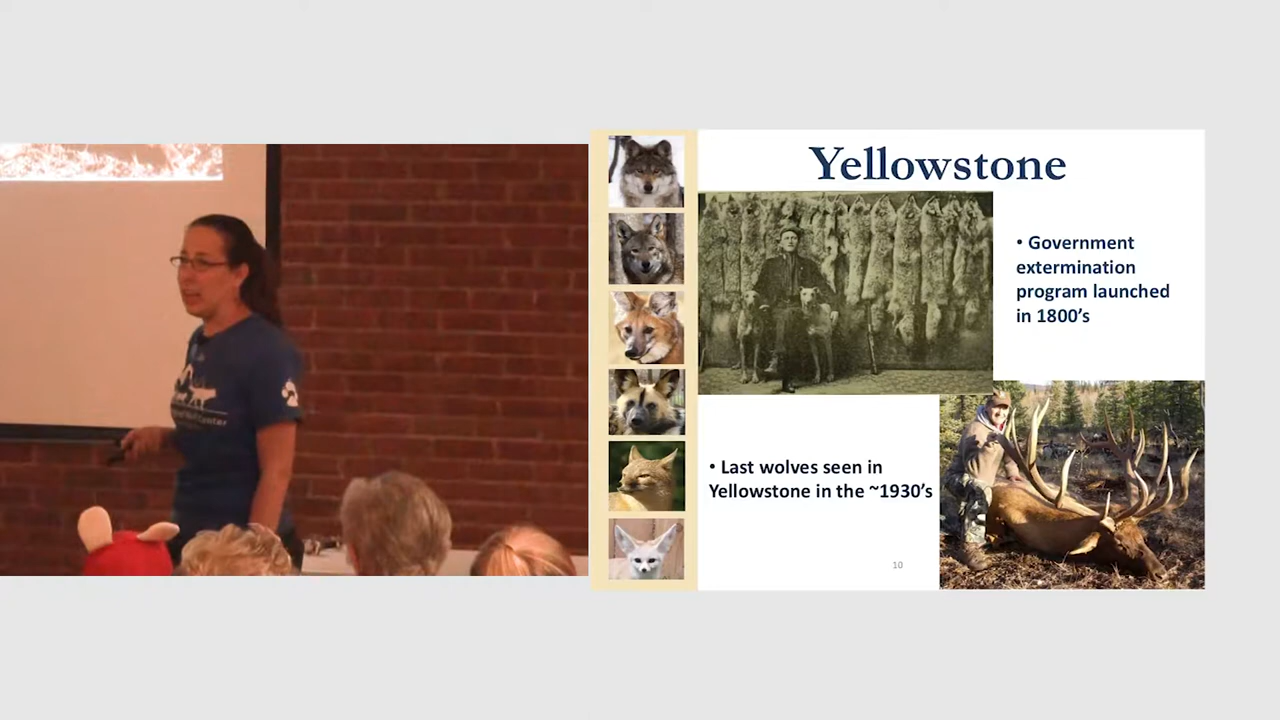 Yellowstone
• Government
extermination
program launched
in 1800’s
• Last wolves seen in
Yellowstone in the ~1930’s
10